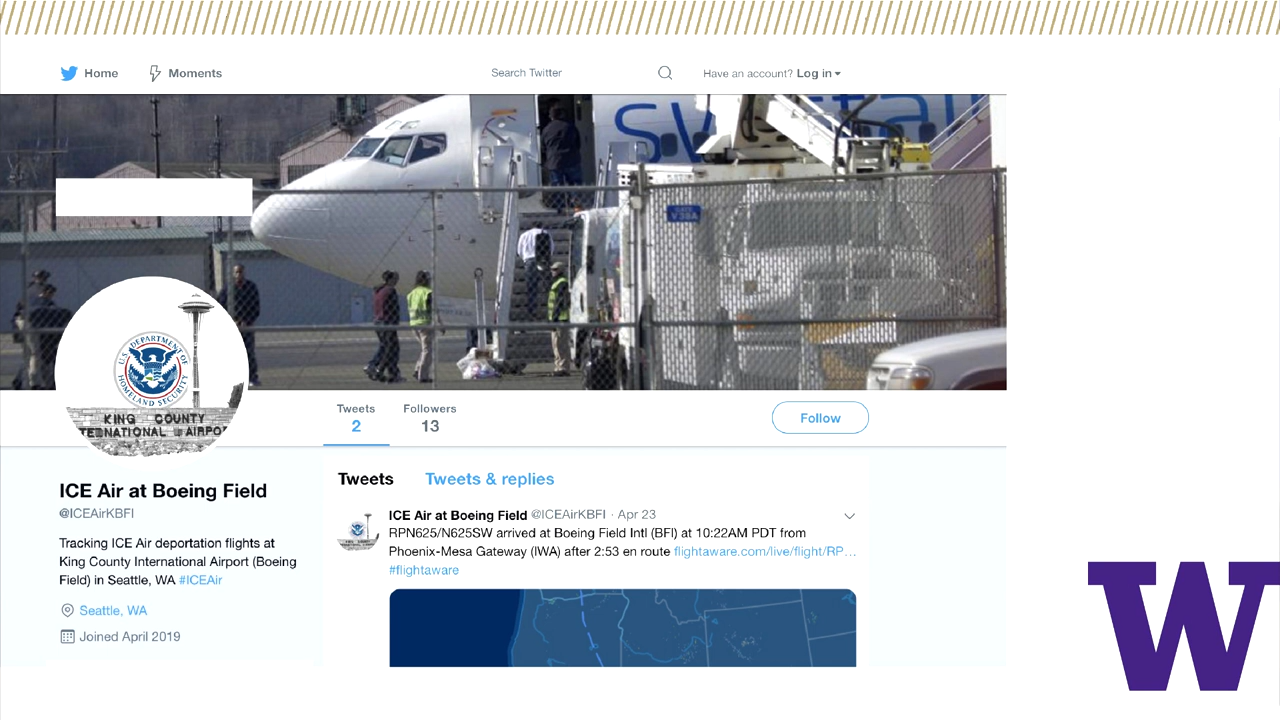 Home
Moments
Search Twitter
Have an account? Log in
U.S. DEPARTMENT OF
HOMELAND SECURITY
KING COUNTY
Tweets
2
Followers
13
Follow
ICE Air at Boeing Field
@ICEAirKBFI
Tracking ICE Air deportation flights at
King County International Airport (Boeing
Field) in Seattle, WA #ICEAir
Seattle, WA
Joined April 2019
Tweets
Tweets & replies
ICE Air at Boeing Field @ICEAirKBFI · Apr 23
RPN625/N625SW arrived at Boeing Field Intl (BFI) at 10:22AM PDT from
Phoenix-Mesa Gateway (IWA) after 2:53 en route flightaware.com/live/flight/RP…
#flightaware
W